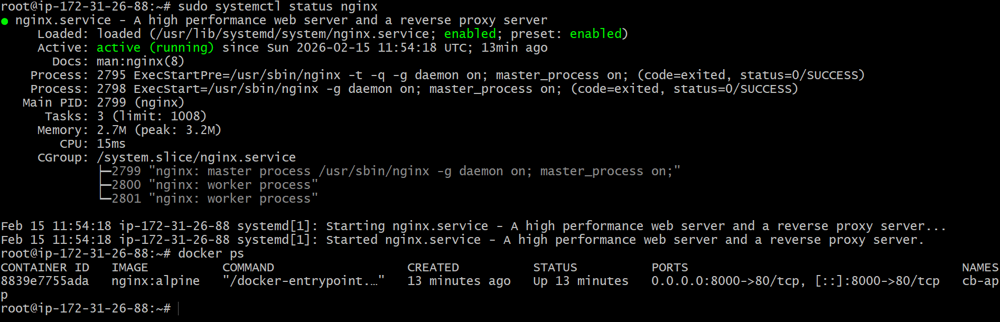 root@ip-172-31-26-88:~# sudo systemctl status nginx
● nginx.service - A high performance web server and a reverse proxy server
     Loaded: loaded (/usr/lib/systemd/system/nginx.service; enabled; preset: enabled)
     Active: active (running) since Sun 2026-02-15 11:54:18 UTC; 13min ago
       Docs: man:nginx(8)
    Process: 2795 ExecStartPre=/usr/sbin/nginx -t -q -g daemon on; master_process on; (code=exited, status=0/SUCCESS)
    Process: 2798 ExecStart=/usr/sbin/nginx -g daemon on; master_process on; (code=exited, status=0/SUCCESS)
   Main PID: 2799 (nginx)
      Tasks: 3 (limit: 1008)
     Memory: 2.7M (peak: 3.2M)
        CPU: 15ms
     CGroup: /system.slice/nginx.service
             ├─2799 "nginx: master process /usr/sbin/nginx -g daemon on; master_process on;"
             ├─2800 "nginx: worker process"
             └─2801 "nginx: worker process"

Feb 15 11:54:18 ip-172-31-26-88 systemd[1]: Starting nginx.service - A high performance web server and a reverse proxy server...
Feb 15 11:54:18 ip-172-31-26-88 systemd[1]: Started nginx.service - A high performance web server and a reverse proxy server.
root@ip-172-31-26-88:~# docker ps
CONTAINER ID   IMAGE          COMMAND                  CREATED          STATUS          PORTS                                     NAMES
8839e7755ada   nginx:alpine   "/docker-entrypoint.…"   13 minutes ago   Up 13 minutes   0.0.0.0:8000->80/tcp, [::]:8000->80/tcp   cb-ap
p
root@ip-172-31-26-88:~#